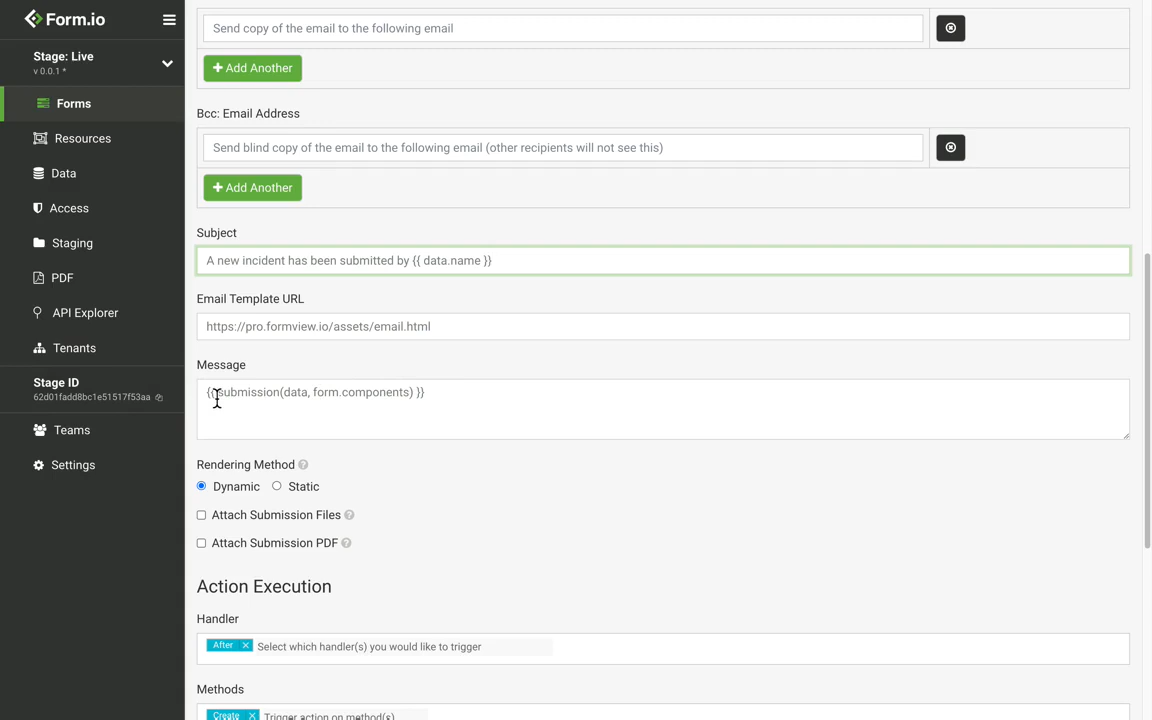 Form.io
Stage: Live
v 0.0.1 *
Forms
Resources
Data
Access
Staging
PDF
API Explorer
Tenants
Stage ID
62d01fadd8bc1e51517f53aa
Teams
Settings
Send copy of the email to the following email
Add Another
Bcc: Email Address
Send blind copy of the email to the following email (other recipients will not see this)
Add Another
Subject
A new incident has been submitted by {{ data.name }}
Email Template URL
https://pro.formview.io/assets/email.html
Message
{{ submission(data, form.components) }}
Rendering Method
Dynamic Static
Attach Submission Files
Attach Submission PDF
Action Execution
Handler
After Select which handler(s) you would like to trigger
Methods
Create Trigger action on method(s)